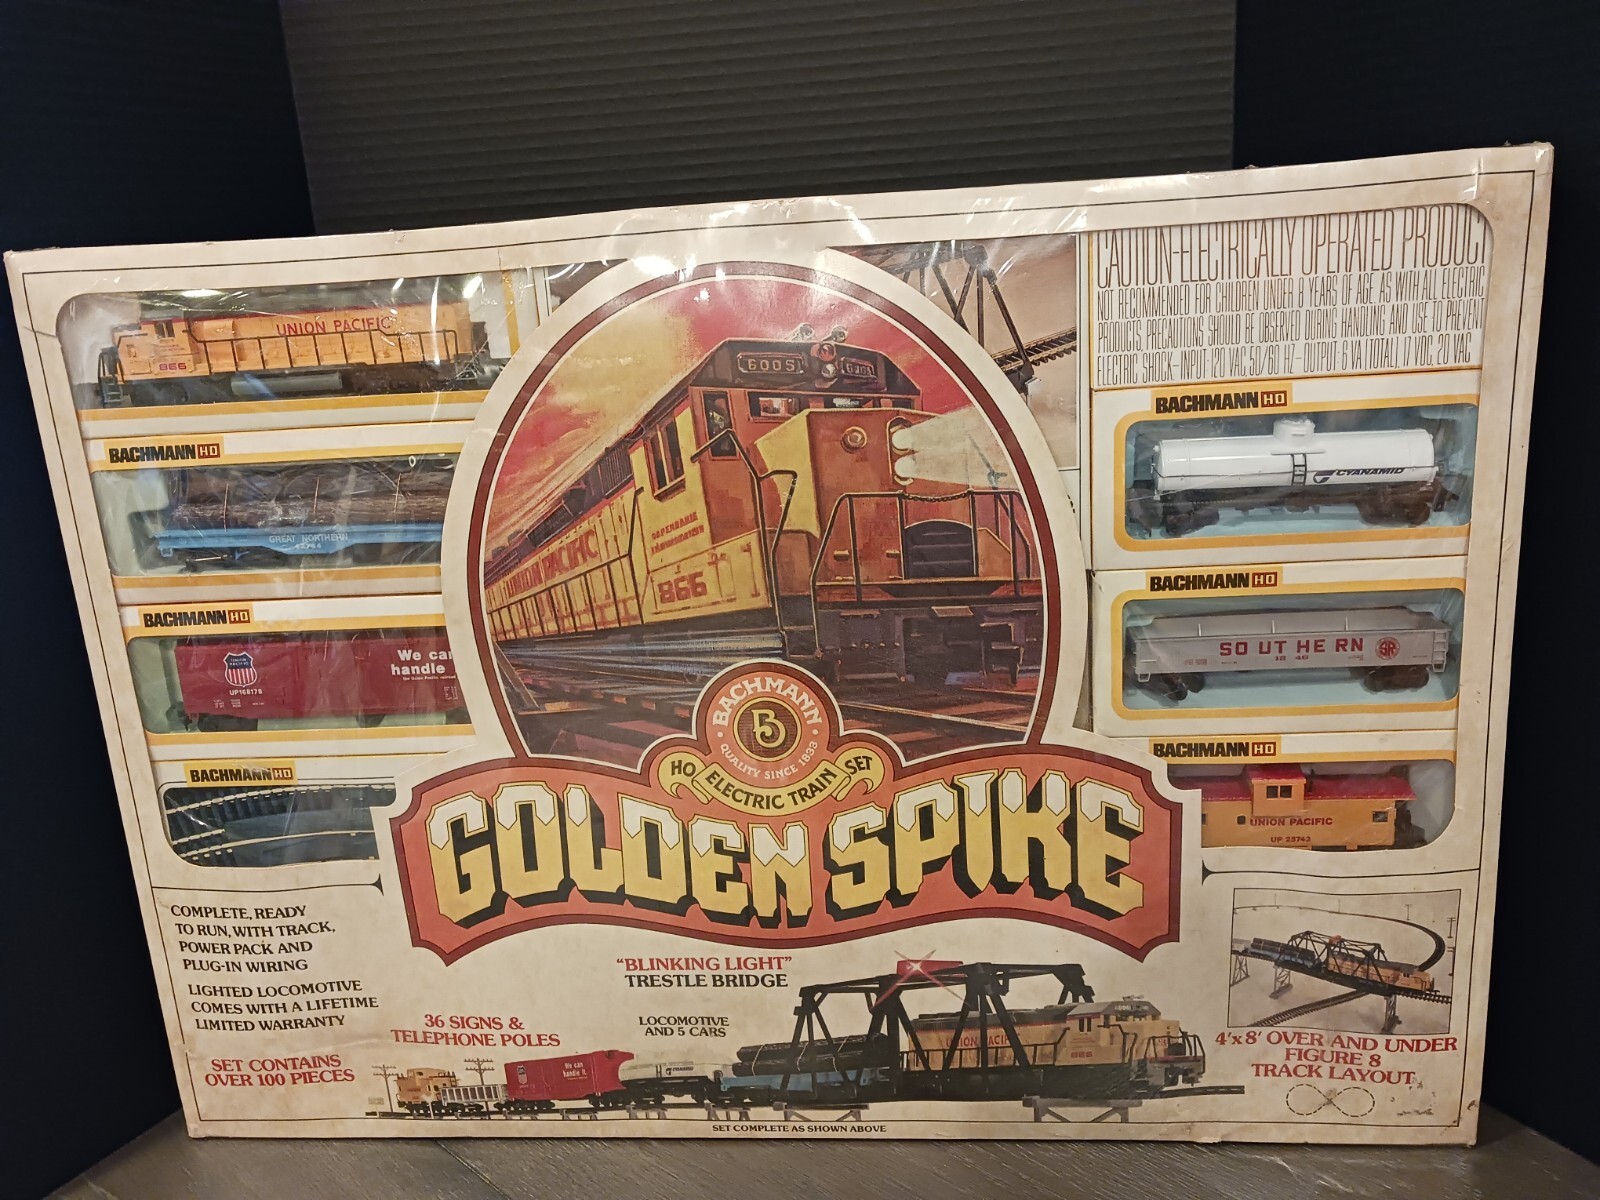 CAUTION-ELECTRICALLY OPERATED PRODUCT
NOT RECOMMENDED FOR CHILDREN UNDER 8 YEARS OF AGE. AS WITH ALL ELECTRIC
PRODUCTS, PRECAUTIONS SHOULD BE OBSERVED DURING HANDLING AND USE TO PREVENT
ELECTRIC SHOCK-INPUT: 120 VAC, 50/60 HZ-OUTPUT: 6 VA (TOTAL), 17 VDC, 20 VAC
UNION PACIFIC
866
BACHMANN HO
GREAT NORTHERN
BACHMANN HO
UNION PACIFIC
UP168178
We can
handle
BACHMANN HO
6005
UNION PACIFIC
866
BACHMANN HO
CYANAMID
BACHMANN HO
SOUTHERN
SR
BACHMANN HO
UNION PACIFIC
UP 25743
BACHMANN
B
QUALITY SINCE 1833
HO ELECTRIC TRAIN SET
GOLDEN SPIKE
COMPLETE, READY
TO RUN, WITH TRACK,
POWER PACK AND
PLUG-IN WIRING
LIGHTED LOCOMOTIVE
COMES WITH A LIFETIME
LIMITED WARRANTY
SET CONTAINS
OVER 100 PIECES
36 SIGNS &
TELEPHONE POLES
"BLINKING LIGHT"
TRESTLE BRIDGE
LOCOMOTIVE
AND 5 CARS
We can
handle it.
CYANAMID
UNION PACIFIC
SET COMPLETE AS SHOWN ABOVE
4'x8' OVER AND UNDER
FIGURE 8
TRACK LAYOUT